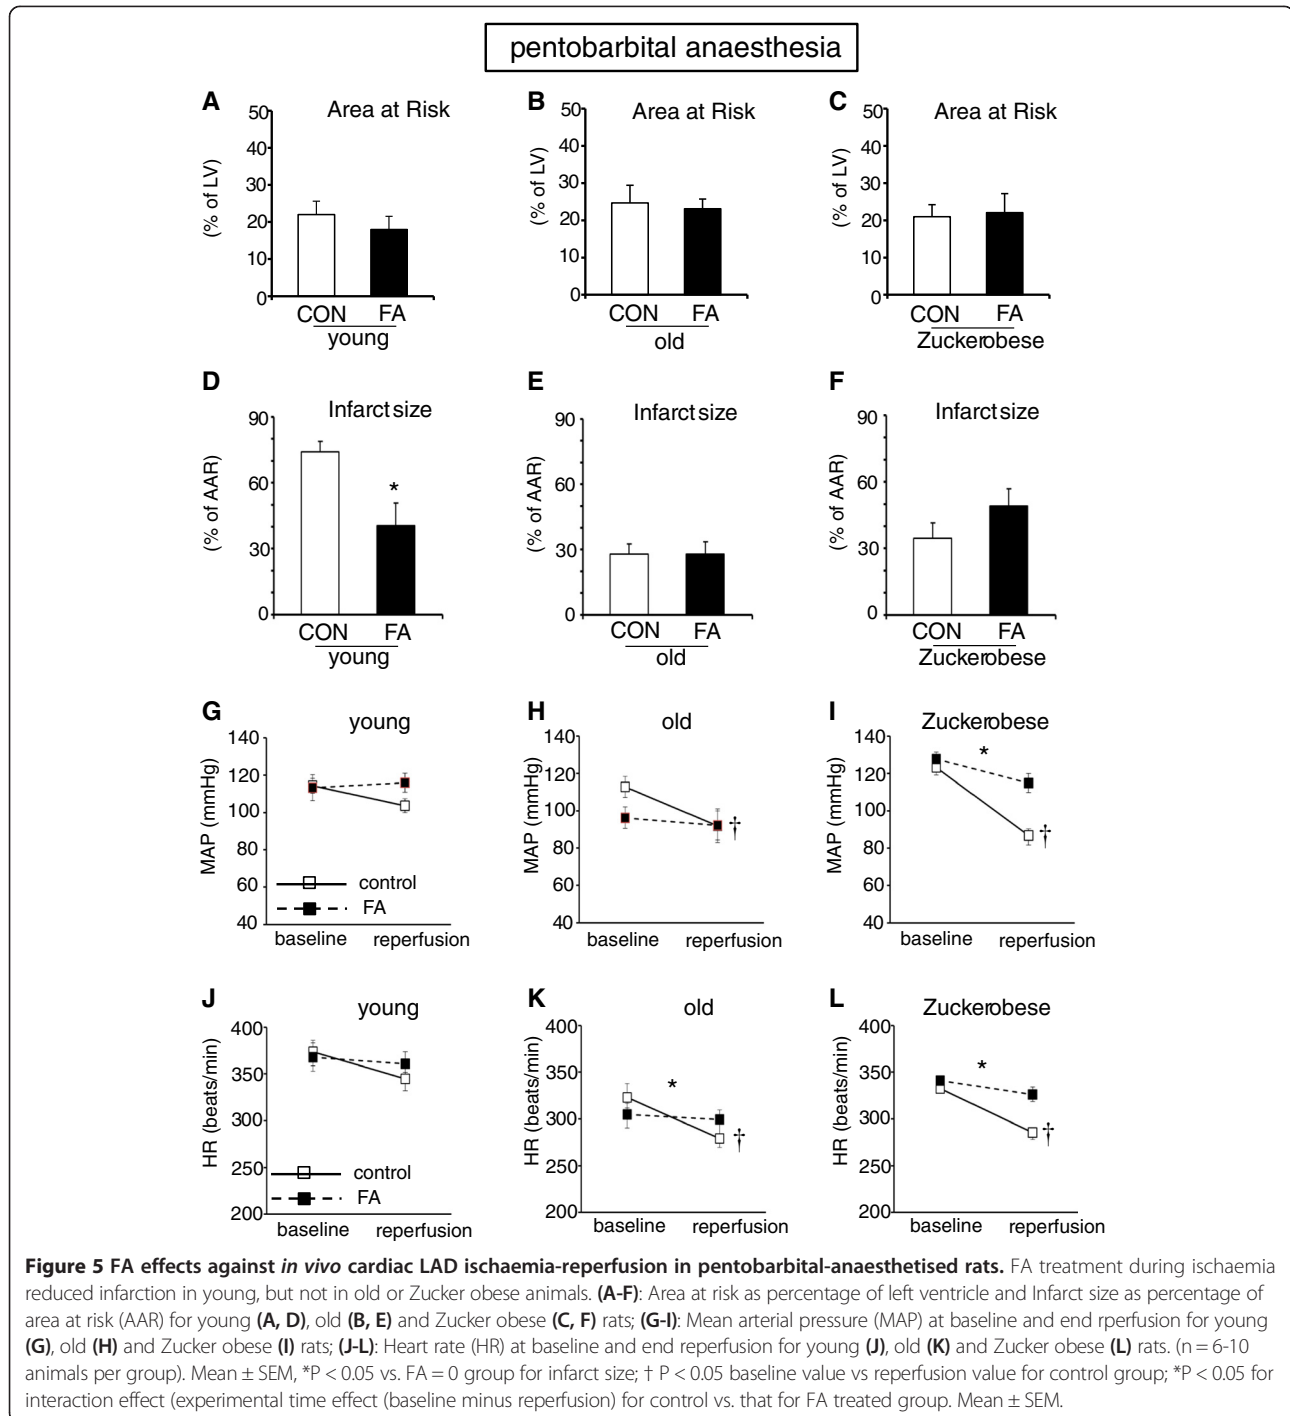 pentobarbital anaesthesia
A Area at Risk
50
40
30
20
10
0
(% of LV)
CON FA
young
B Area at Risk
50
40
30
20
10
0
(% of LV)
CON FA
old
C Area at Risk
50
40
30
20
10
0
(% of LV)
CON FA
Zuckerobese
D Infarct size
90
60
30
0
(% of AAR)
CON FA
young
*
E Infarct size
90
60
30
0
(% of AAR)
CON FA
old
F Infarct size
90
60
30
0
(% of AAR)
CON FA
Zuckerobese
G young
140
120
100
80
60
40
MAP (mmHg)
control
FA
baseline reperfusion
H old
140
120
100
80
60
40
MAP (mmHg)
†
baseline reperfusion
I Zuckerobese
140
120
100
80
60
40
MAP (mmHg)
*
†
baseline reperfusion
J young
400
350
300
250
200
HR (beats/min)
control
FA
baseline reperfusion
K old
400
350
300
250
200
HR (beats/min)
*
†
baseline reperfusion
L Zuckerobese
400
350
300
250
200
HR (beats/min)
*
†
baseline reperfusion
Figure 5 FA effects against in vivo cardiac LAD ischaemia-reperfusion in pentobarbital-anaesthetised rats. FA treatment during ischaemia
reduced infarction in young, but not in old or Zucker obese animals. (A-F): Area at risk as percentage of left ventricle and Infarct size as percentage of
area at risk (AAR) for young (A, D), old (B, E) and Zucker obese (C, F) rats; (G-I): Mean arterial pressure (MAP) at baseline and end rperfusion for young
(G), old (H) and Zucker obese (I) rats; (J-L): Heart rate (HR) at baseline and end reperfusion for young (J), old (K) and Zucker obese (L) rats. (n = 6-10
animals per group). Mean ± SEM, *P < 0.05 vs. FA = 0 group for infarct size; † P < 0.05 baseline value vs reperfusion value for control group; *P < 0.05 for
interaction effect (experimental time effect (baseline minus reperfusion) for control vs. that for FA treated group. Mean ± SEM.